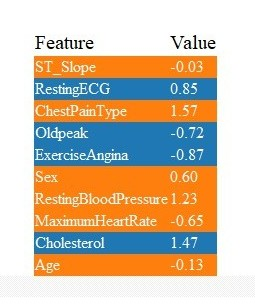 Feature Value
ST_Slope -0.03
RestingECG 0.85
ChestPainType 1.57
Oldpeak -0.72
ExerciseAngina -0.87
Sex 0.60
RestingBloodPressure 1.23
MaximumHeartRate -0.65
Cholesterol 1.47
Age -0.13